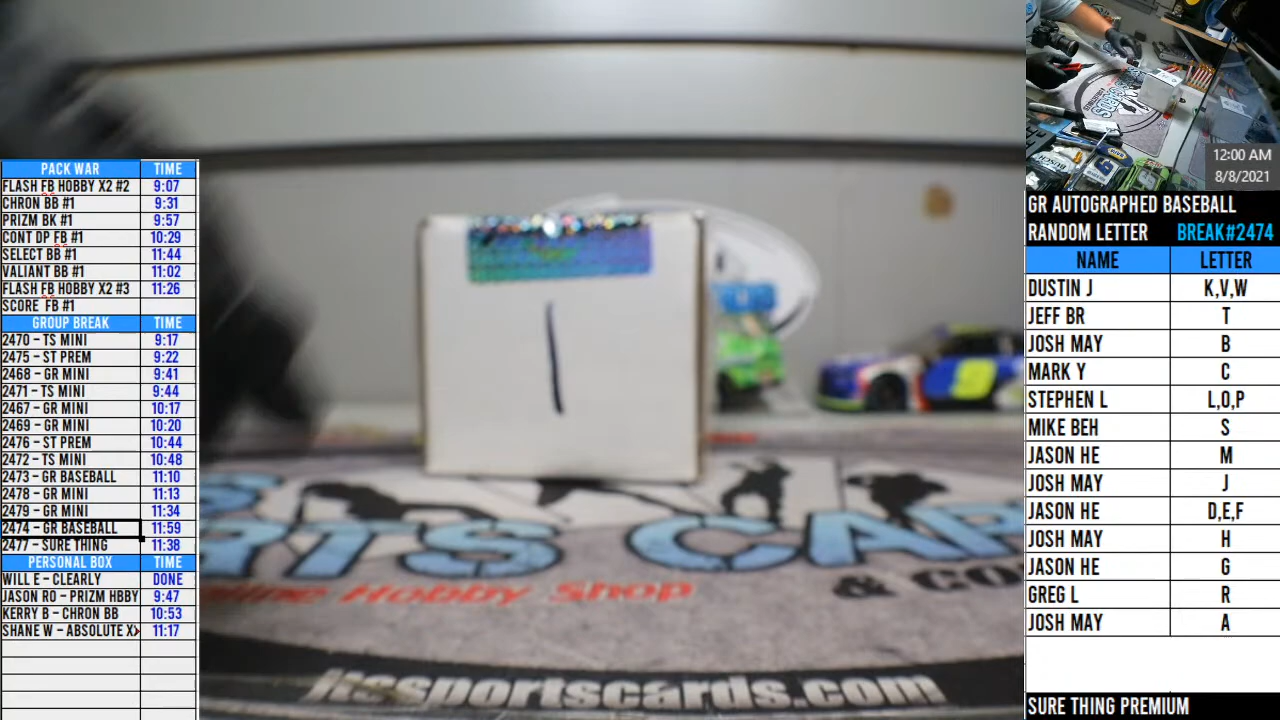 PACK WAR TIME
FLASH FB HOBBY X2 #2 9:07
CHRON BB #1 9:31
PRIZM BK #1 9:57
CONT DP FB #1 10:29
SELECT BB #1 11:44
VALIANT BB #1 11:02
FLASH FB HOBBY X2 #3 11:26
SCORE FB #1
GROUP BREAK TIME
2470 – TS MINI 9:17
2475 – ST PREM 9:22
2468 – GR MINI 9:41
2471 – TS MINI 9:44
2467 – GR MINI 10:17
2469 – GR MINI 10:20
2476 – ST PREM 10:44
2472 – TS MINI 10:48
2473 – GR BASEBALL 11:10
2478 – GR MINI 11:13
2479 – GR MINI 11:34
2474 – GR BASEBALL 11:59
2477 – SURE THING 11:38
PERSONAL BOX TIME
WILL E – CLEARLY DONE
JASON RO – PRIZM HBBY 9:47
KERRY B – CHRON BB 10:53
SHANE W – ABSOLUTE X 11:17
1
9
RTS CAR
& CO
line Hobby Shop
ltssportscards.com
12:00 AM
8/8/2021
GR AUTOGRAPHED BASEBALL
RANDOM LETTER BREAK#2474
NAME LETTER
DUSTIN J K,V,W
JEFF BR T
JOSH MAY B
MARK Y C
STEPHEN L L,O,P
MIKE BEH S
JASON HE M
JOSH MAY J
JASON HE D,E,F
JOSH MAY H
JASON HE G
GREG L R
JOSH MAY A
SURE THING PREMIUM